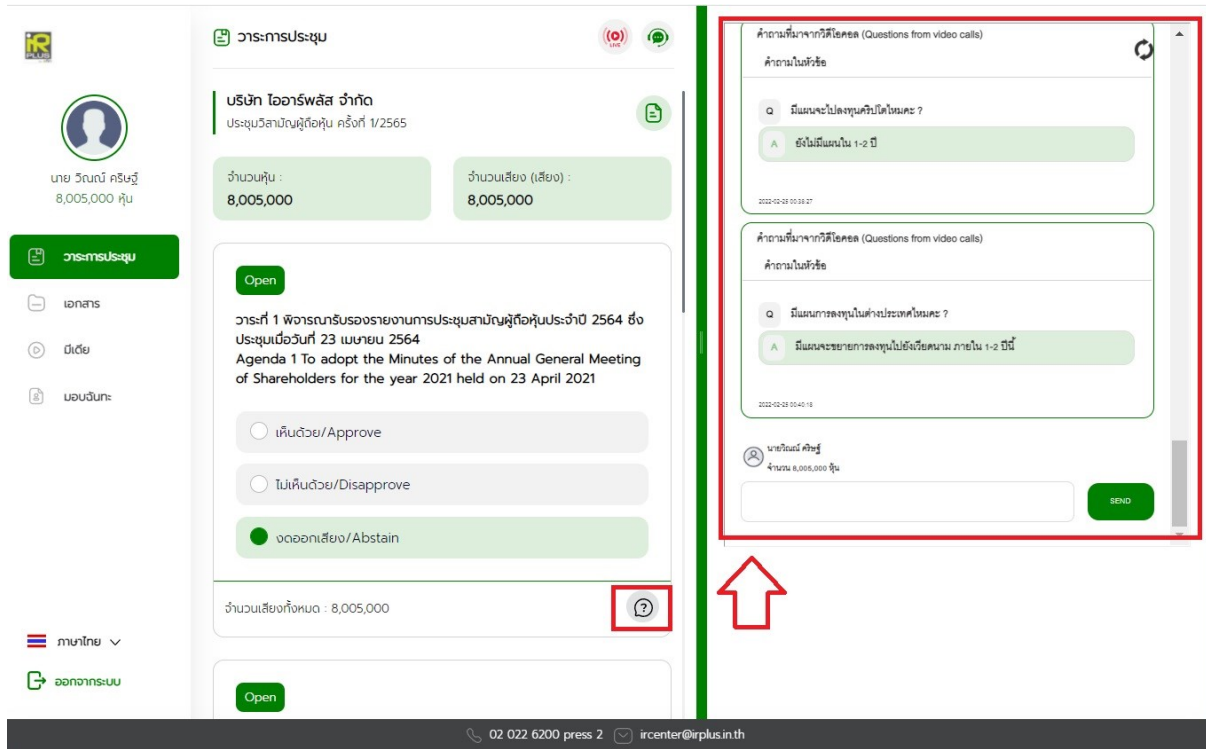 iR
PLUS
นาย วิณณ์ ศริษฐ์
8,005,000 หุ้น
วาระการประชุม
เอกสาร
มีเดีย
มอบฉันทะ
ภาษาไทย
ออกจากระบบ
วาระการประชุม
LIVE
บริษัท ไออาร์พลัส จำกัด
ประชุมวิสามัญผู้ถือหุ้น ครั้งที่ 1/2565
จำนวนหุ้น :
8,005,000
จำนวนเสียง (เสียง) :
8,005,000
Open
วาระที่ 1 พิจารณารับรองรายงานการประชุมสามัญผู้ถือหุ้นประจำปี 2564 ซึ่ง
ประชุมเมื่อวันที่ 23 เมษายน 2564
Agenda 1 To adopt the Minutes of the Annual General Meeting
of Shareholders for the year 2021 held on 23 April 2021
เห็นด้วย/Approve
ไม่เห็นด้วย/Disapprove
งดออกเสียง/Abstain
จำนวนเสียงทั้งหมด : 8,005,000
Open
คำถามที่มาจากวิดีโอคอล (Questions from video calls)
คำถามในหัวข้อ
Q มีแผนจะไปลงทุนคริปโตไหมคะ ?
A ยังไม่มีแผนใน 1-2 ปี
2022-02-25 00:38:27
คำถามที่มาจากวิดีโอคอล (Questions from video calls)
คำถามในหัวข้อ
Q มีแผนการลงทุนในต่างประเทศไหมคะ ?
A มีแผนจะขยายการลงทุนไปยังเวียดนาม ภายใน 1-2 ปีนี้
2022-02-25 00:40:18
นายวิณณ์ ศริษฐ์
จำนวน 8,005,000 หุ้น
SEND
02 022 6200 press 2 ircenter@irplus.in.th